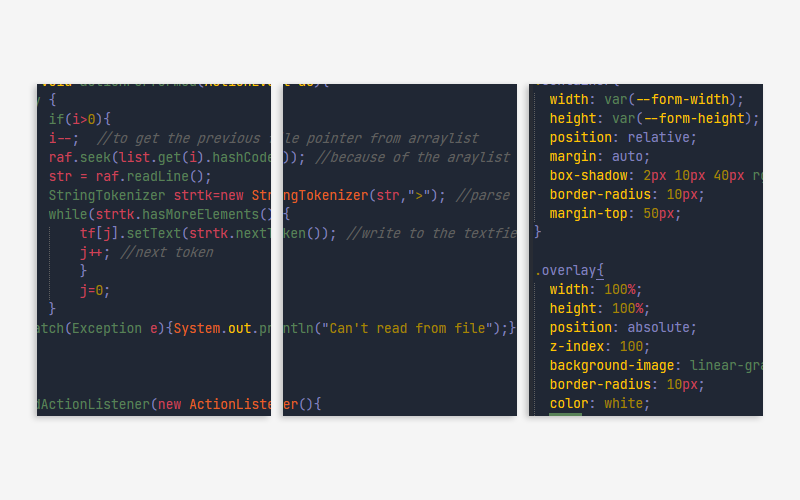 {
if(i>0){
i--;  //to get the previous file pointer from arraylist
raf.seek(list.get(i).hashCode())); //because of the araylist
str = raf.readLine();
StringTokenizer strtk=new StringTokenizer(str,">"); //parse
while(strtk.hasMoreElements()){
tf[j].setText(strtk.nextToken()); //write to the textfie
j++; //next token
}
j=0;
}
atch(Exception e){System.out.println("Can't read from file");}
dActionListener(new ActionListener(){
width: var(--form-width);
height: var(--form-height);
position: relative;
margin: auto;
box-shadow: 2px 10px 40px
border-radius: 10px;
margin-top: 50px;
}
.overlay{
width: 100%;
height: 100%;
position: absolute;
z-index: 100;
background-image: linear-gra
border-radius: 10px;
color: white;